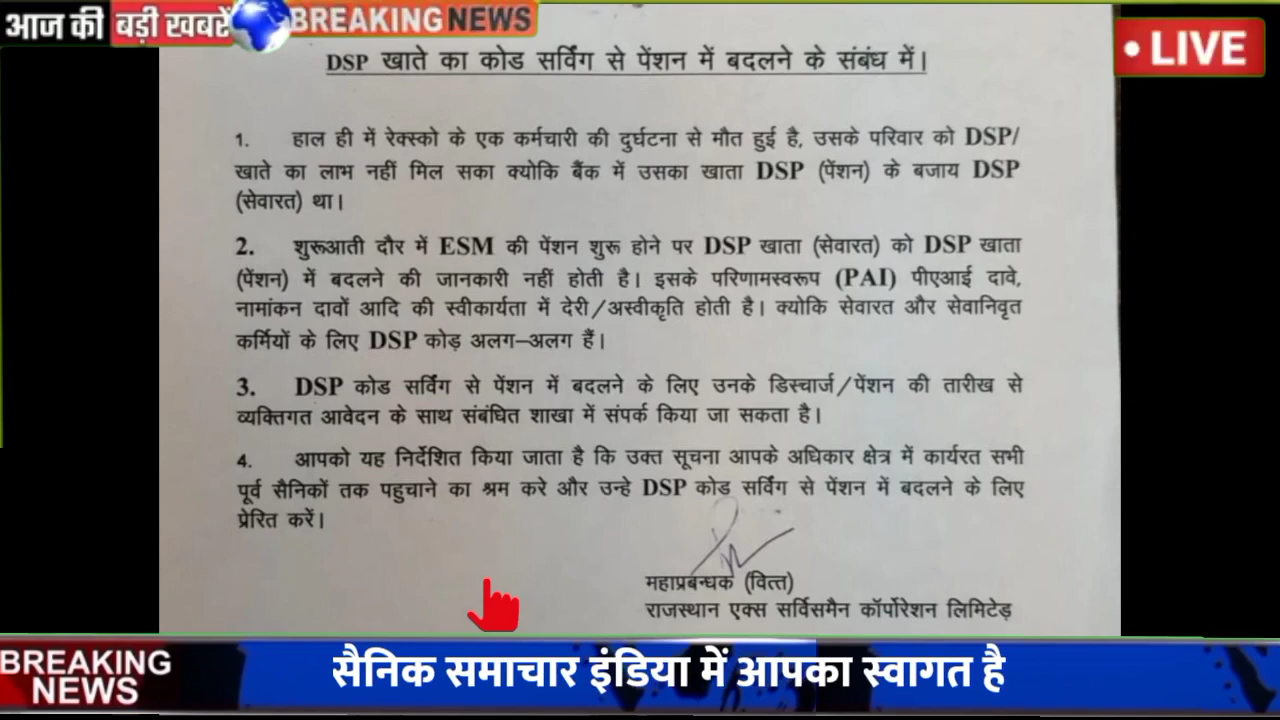 आज की बड़ी खबरें
BREAKING NEWS
LIVE
DSP खाते का कोड सर्विंग से पेंशन में बदलने के संबंध में।
1. हाल ही में रेक्स्को के एक कर्मचारी की दुर्घटना से मौत हुई है, उसके परिवार को DSP/
खाते का लाभ नहीं मिल सका क्योकि बैंक में उसका खाता DSP (पेंशन) के बजाय DSP
(सेवारत) था।
2. शुरूआती दौर में ESM की पेंशन शुरू होने पर DSP खाता (सेवारत) को DSP खाता
(पेंशन) में बदलने की जानकारी नहीं होती है। इसके परिणामस्वरूप (PAI) पीएआई दावे,
नामांकन दावों आदि की स्वीकार्यता में देरी/अस्वीकृति होती है। क्योकि सेवारत और सेवानिवृत
कर्मियों के लिए DSP कोड़ अलग–अलग हैं।
3. DSP कोड सर्विंग से पेंशन में बदलने के लिए उनके डिस्चार्ज/पेंशन की तारीख से
व्यक्तिगत आवेदन के साथ संबंधित शाखा में संपर्क किया जा सकता है।
4. आपको यह निर्देशित किया जाता है कि उक्त सूचना आपके अधिकार क्षेत्र में कार्यरत सभी
पूर्व सैनिकों तक पहुचाने का श्रम करे और उन्हे DSP कोड सर्विंग से पेंशन में बदलने के लिए
प्रेरित करें।
महाप्रबन्धक (वित्त)
राजस्थान एक्स सर्विसमैन कॉर्पोरेशन लिमिटेड़
BREAKING
NEWS
सैनिक समाचार इंडिया में आपका स्वागत है